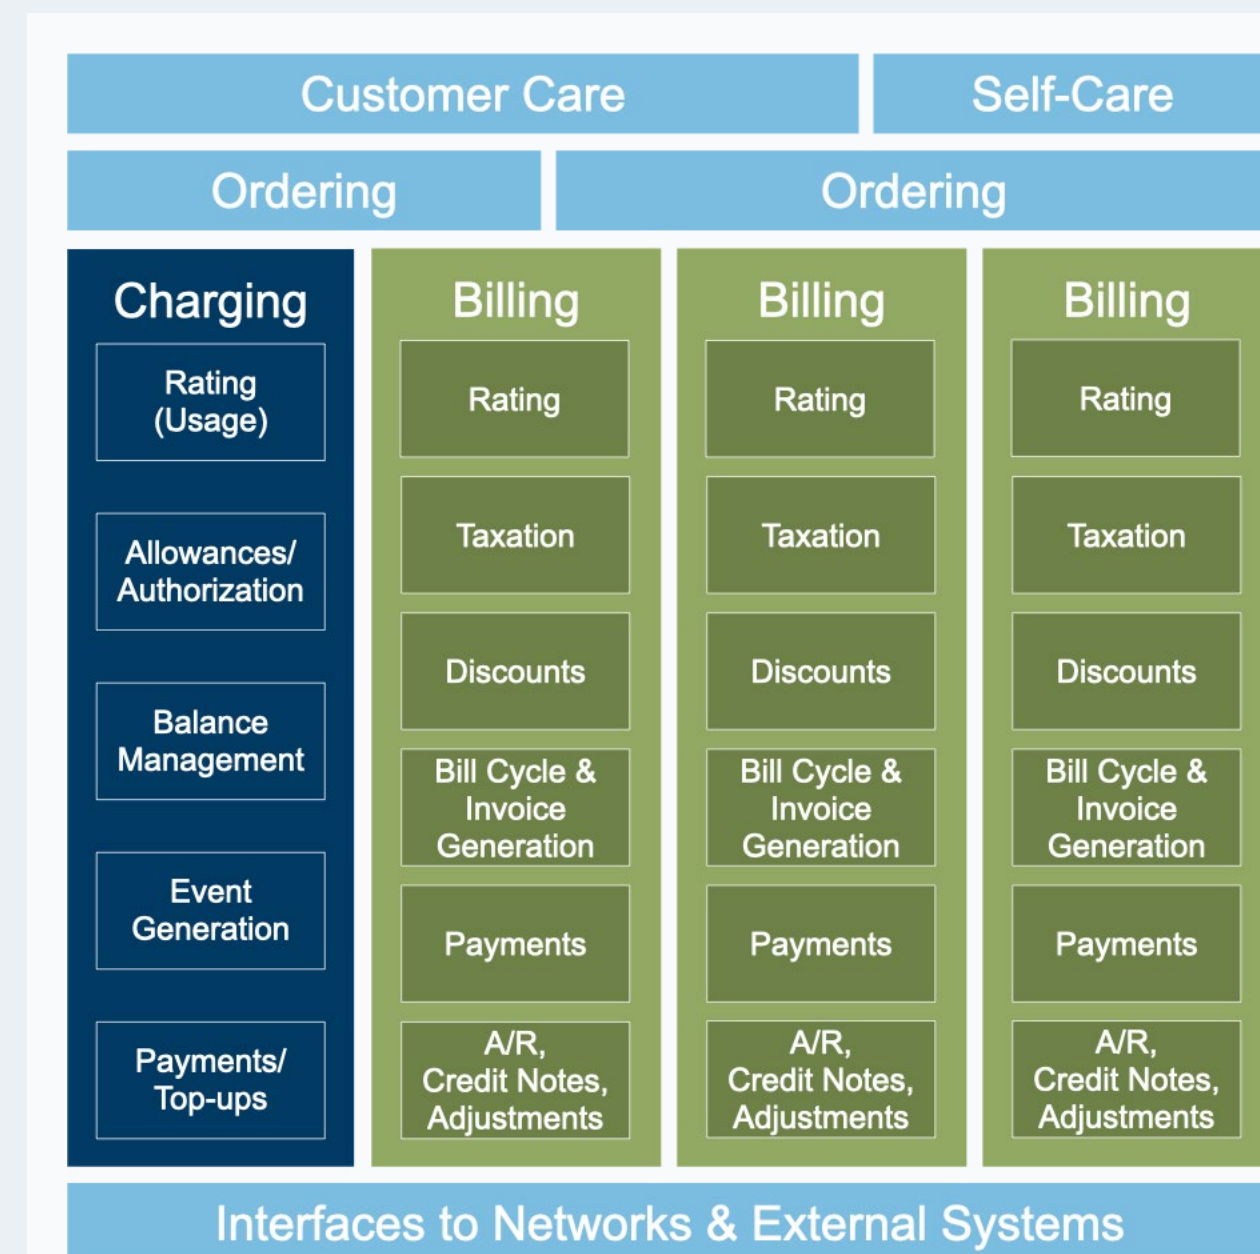 Customer Care
Self-Care
Ordering
Ordering
Charging
Rating
(Usage)
Allowances/
Authorization
Balance
Management
Event
Generation
Payments/
Top-ups
Billing
Rating
Taxation
Discounts
Bill Cycle &
Invoice
Generation
Payments
A/R,
Credit Notes,
Adjustments
Billing
Rating
Taxation
Discounts
Bill Cycle &
Invoice
Generation
Payments
A/R,
Credit Notes,
Adjustments
Billing
Rating
Taxation
Discounts
Bill Cycle &
Invoice
Generation
Payments
A/R,
Credit Notes,
Adjustments
Interfaces to Networks & External Systems